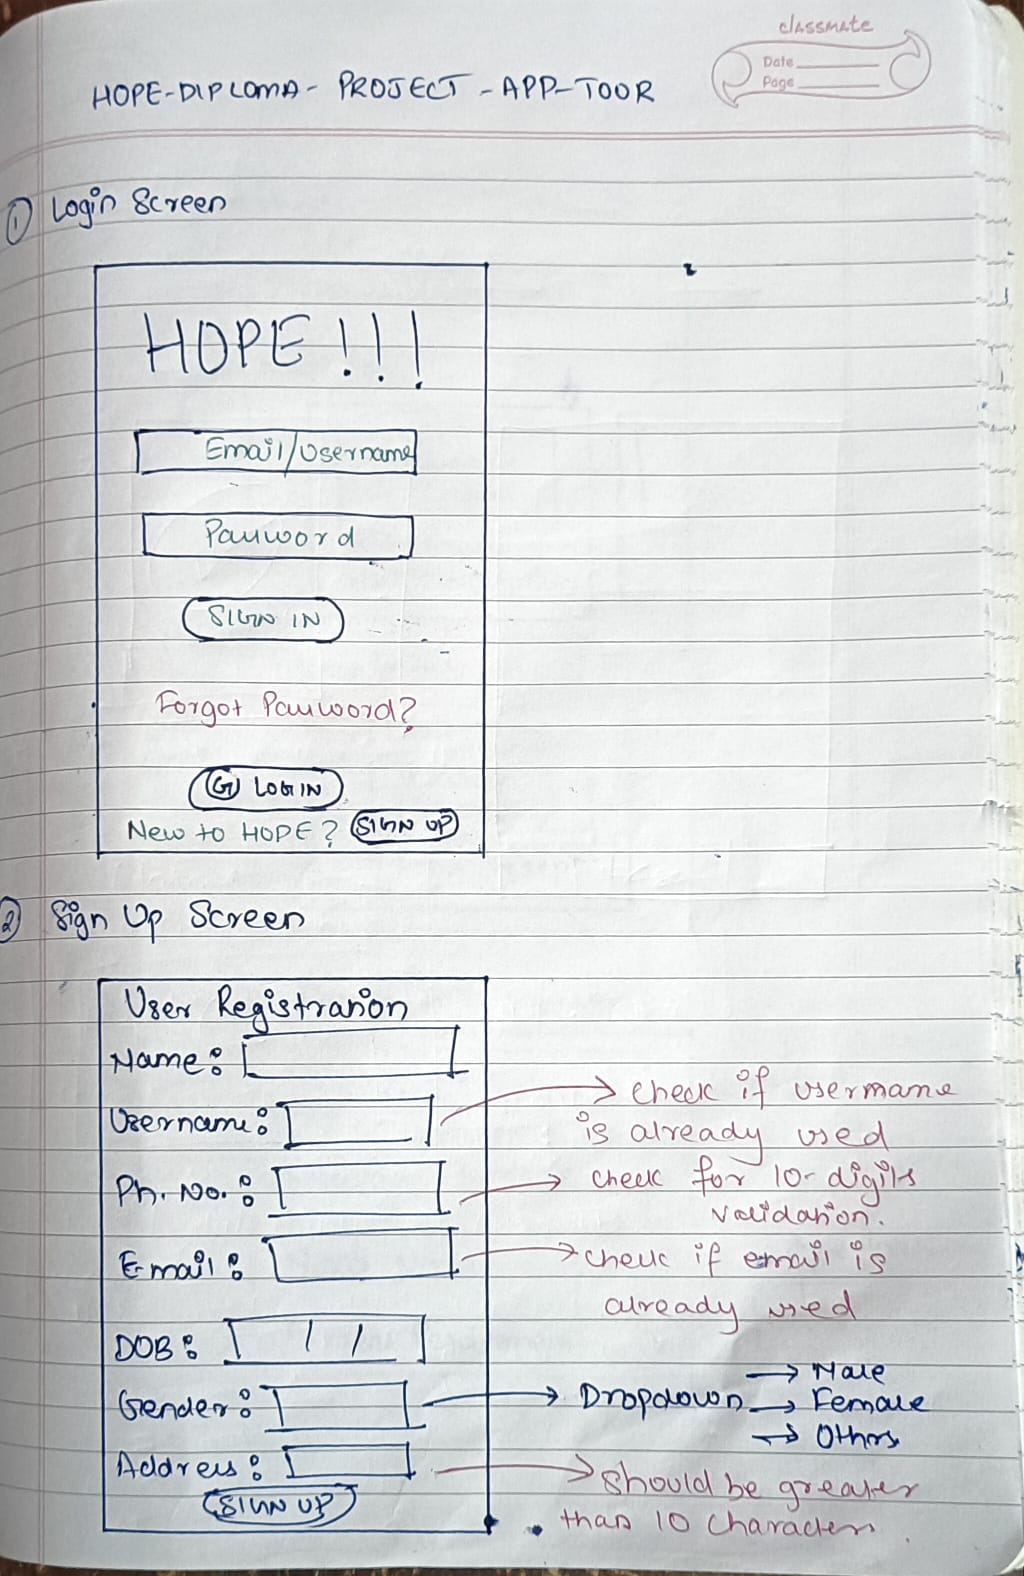 classmate
Date
Page
HOPE-DIPLOMA- PROJECT -APP-TOOR
1 Login Screen
HOPE!!!
Email/Username
Password
SIGN IN
Forgot Password?
G LOGIN
New to HOPE? SIGN UP
2 Sign Up Screen
User Registration
Name:
Username: → check if username
is already used
Ph. No.: → check for 10-digits
validation.
Email: → check if email is
already used
DOB: / /
Gender: → Dropdown → Male
→ Female
→ Othrs
Address: → should be greater
than 10 characters.
SIGN UP